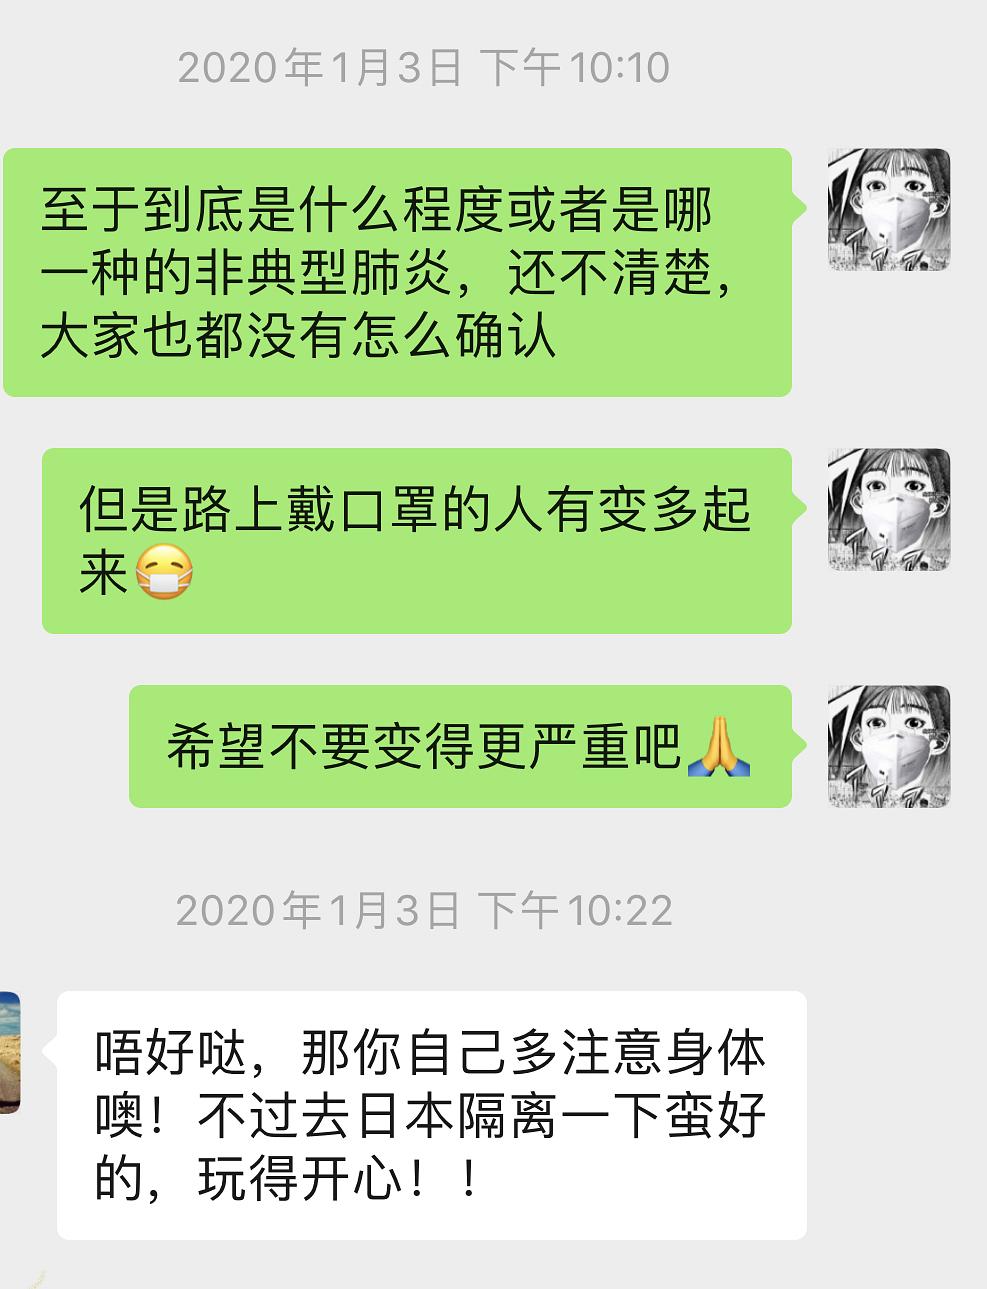 2020年1月3日 下午10:10
至于到底是什么程度或者是哪
一种的非典型肺炎，还不清楚，
大家也都没有怎么确认
但是路上戴口罩的人有变多起
来😷
希望不要变得更严重吧🙏
2020年1月3日 下午10:22
唔好哒，那你自己多注意身体
噢！不过去日本隔离一下蛮好
的，玩得开心！！